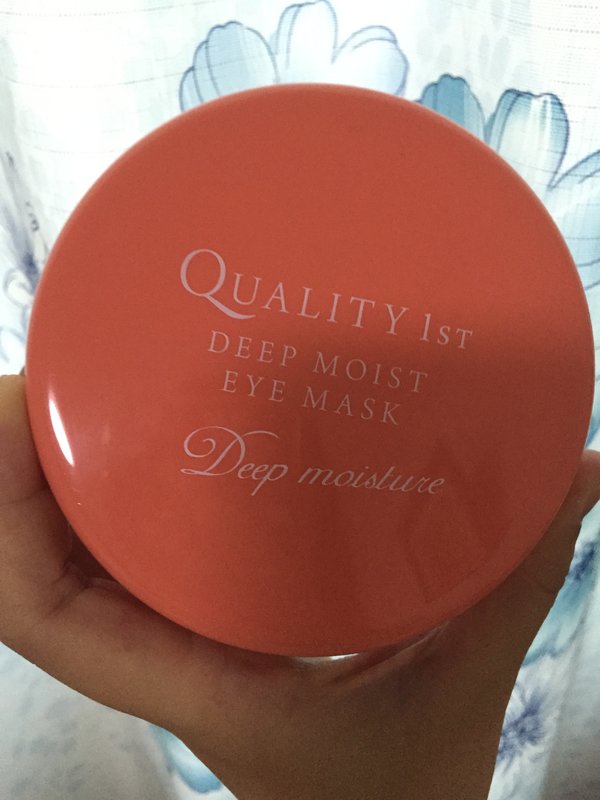 QUALITY 1ST
DEEP MOIST
EYE MASK
Deep moisture